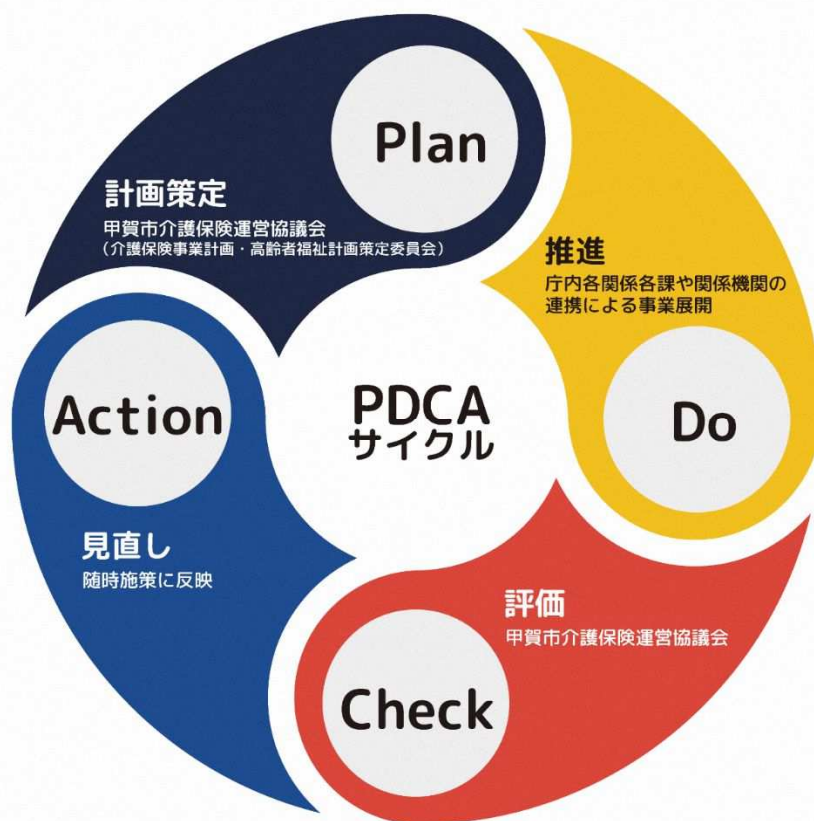 Plan
計画策定
甲賀市介護保険運営協議会
（介護保険事業計画・高齢者福祉計画策定委員会）
推進
庁内各関係各課や関係機関の
連携による事業展開
Do
PDCA
サイクル
評価
甲賀市介護保険運営協議会
Check
Action
見直し
随時施策に反映